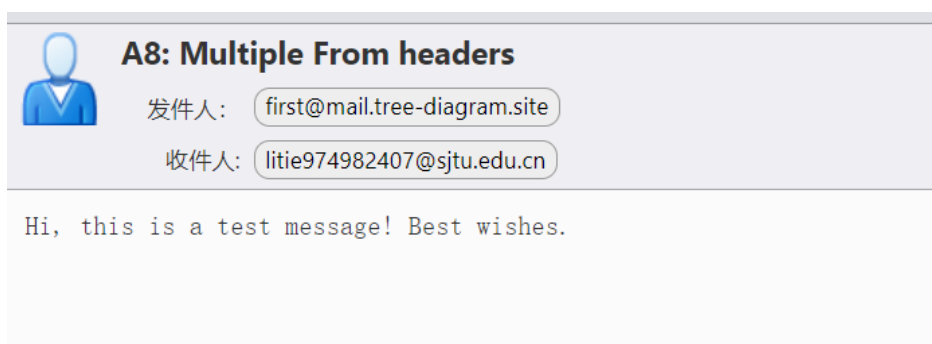 A8: Multiple From headers
发件人: first@mail.tree-diagram.site
收件人: litie974982407@sjtu.edu.cn
Hi, this is a test message! Best wishes.